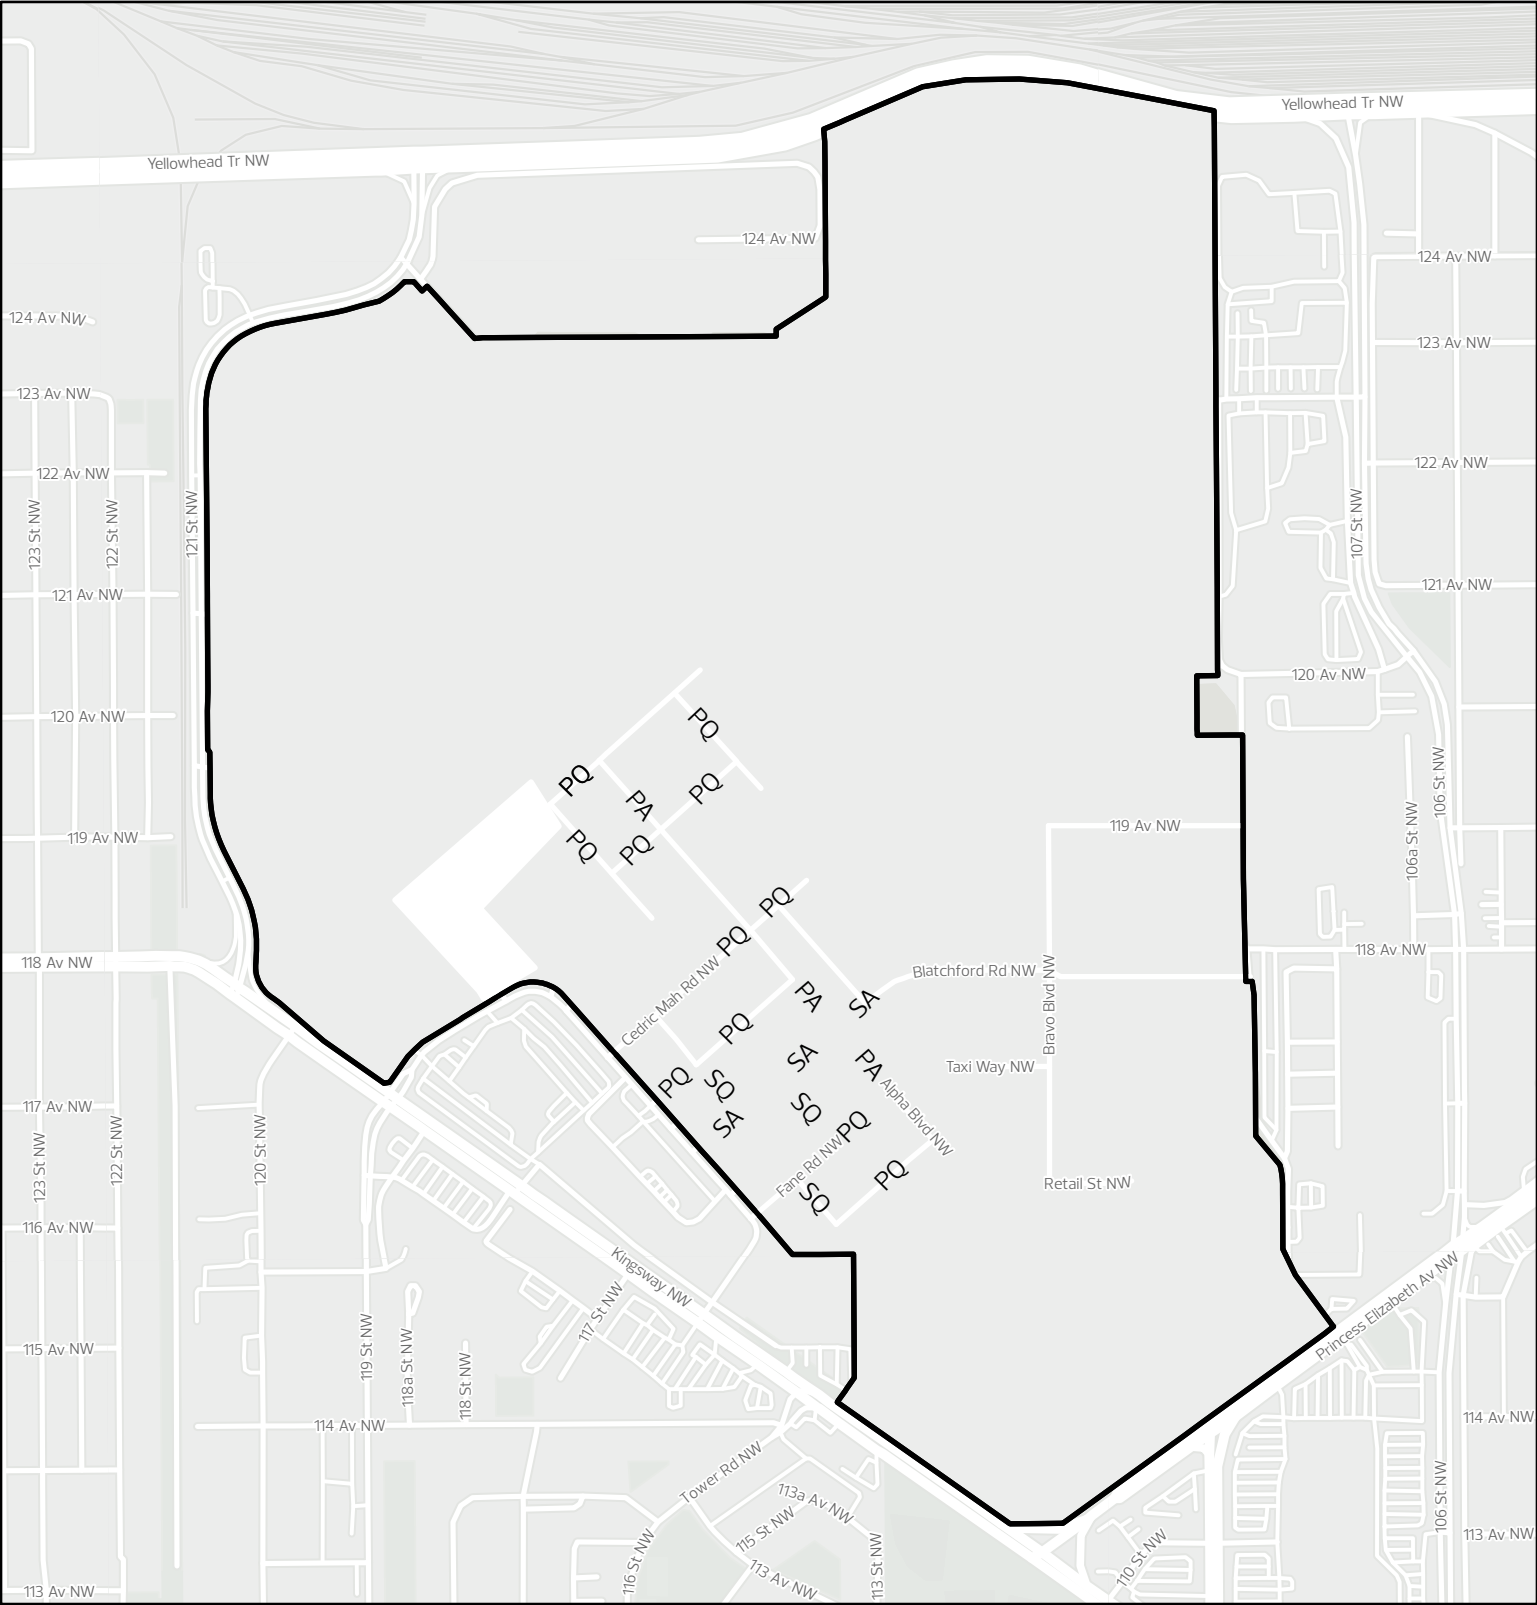 Yellowhead Tr NW
Yellowhead Tr NW
124 Av NW
124 Av NW
124 Av NW
123 Av NW
123 Av NW
122 Av NW
122 Av NW
123 St NW
122 St NW
121 St NW
107 St NW
121 Av NW
121 Av NW
120 Av NW
120 Av NW
PQ
PQ
PQ
PA
PQ
PQ
106 St NW
119 Av NW
119 Av NW
106a St NW
PQ
PQ
118 Av NW
118 Av NW
Blatchford Rd NW
Cedric Mah Rd NW
PA
SA
Bravo Blvd NW
PQ
SA
PA
Taxi Way NW
PQ
SQ
SQ
SA
PQ
Alpha Blvd NW
117 Av NW
123 St NW
122 St NW
120 St NW
Fane Rd NW
PQ
SQ
Retail St NW
116 Av NW
Kingsway NW
117 St NW
Princess Elizabeth Av NW
115 Av NW
119 St NW
118a St NW
118 St NW
114 Av NW
114 Av NW
Tower Rd NW
113a Av NW
115 St NW
116 St NW
113 Av NW
113 St NW
110 St NW
106 St NW
113 Av NW
113 Av NW